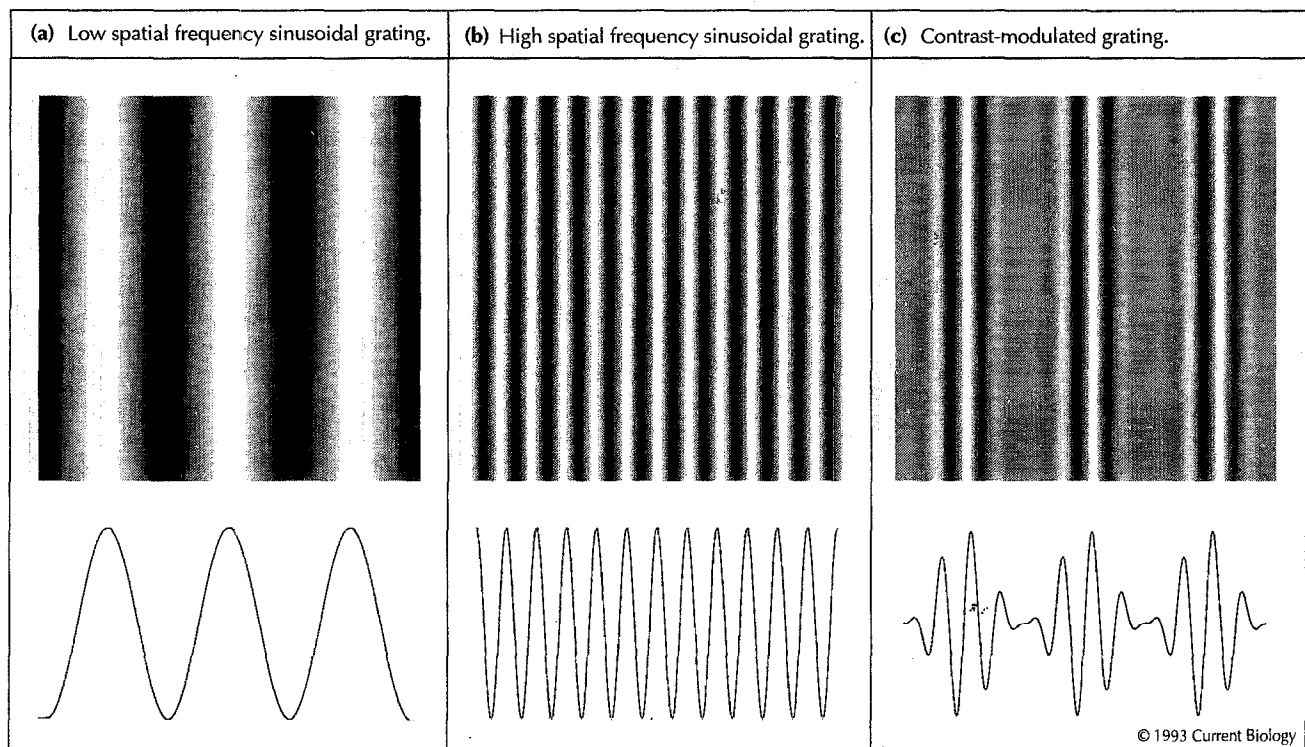 (a) Low spatial frequency sinusoidal grating.
(b) High spatial frequency sinusoidal grating.
(c) Contrast-modulated grating.
© 1993 Current Biology